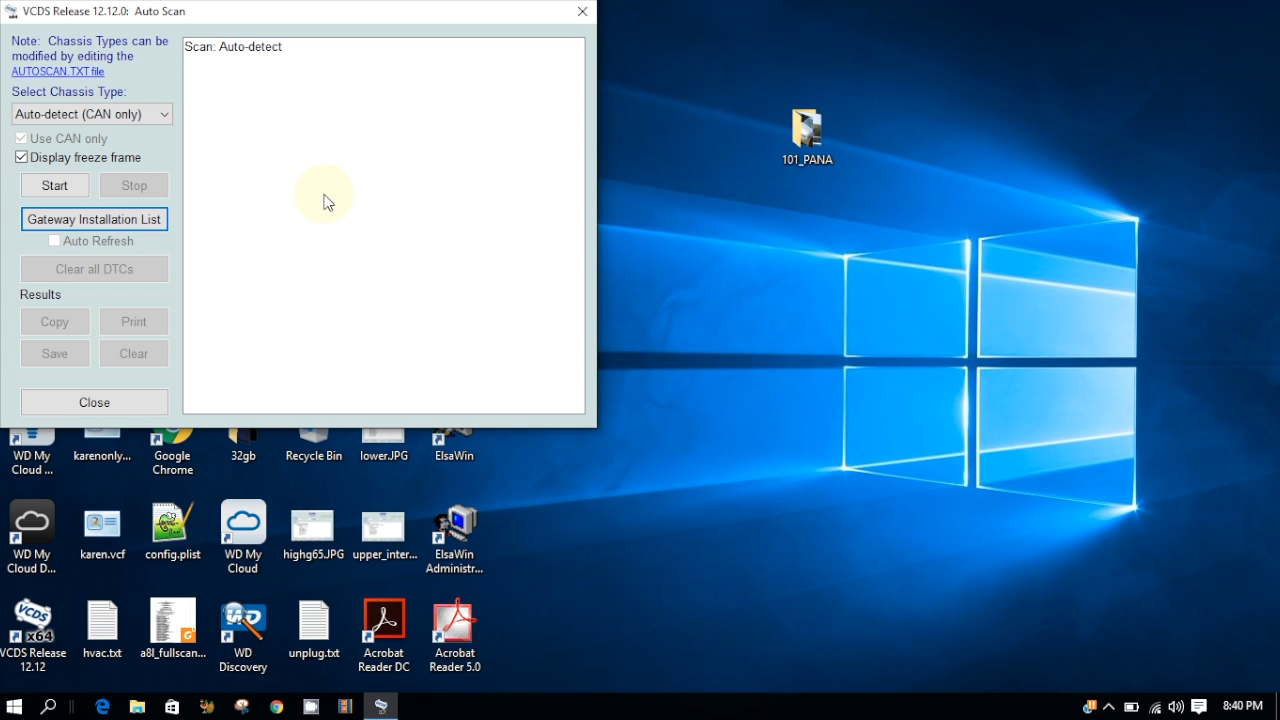 VCDS Release 12.12.0: Auto Scan
Note: Chassis Types can be
modified by editing the
AUTOSCAN.TXT file
Select Chassis Type:
Auto-detect (CAN only)
Use CAN only
Display freeze frame
Start
Stop
Gateway Installation List
Auto Refresh
Clear all DTCs
Results
Copy
Print
Save
Clear
Close
Scan: Auto-detect
101_PANA
WD My
Cloud ...
karenonly...
Google
Chrome
32gb
Recycle Bin
lower.JPG
ElsaWin
WD My
Cloud D...
karen.vcf
config.plist
WD My
Cloud
highg65.JPG
upper_inter...
ElsaWin
Administr...
VCDS Release
12.12
hvac.txt
a8l_fullscan...
WD
Discovery
unplug.txt
Acrobat
Reader DC
Acrobat
Reader 5.0
8:40 PM